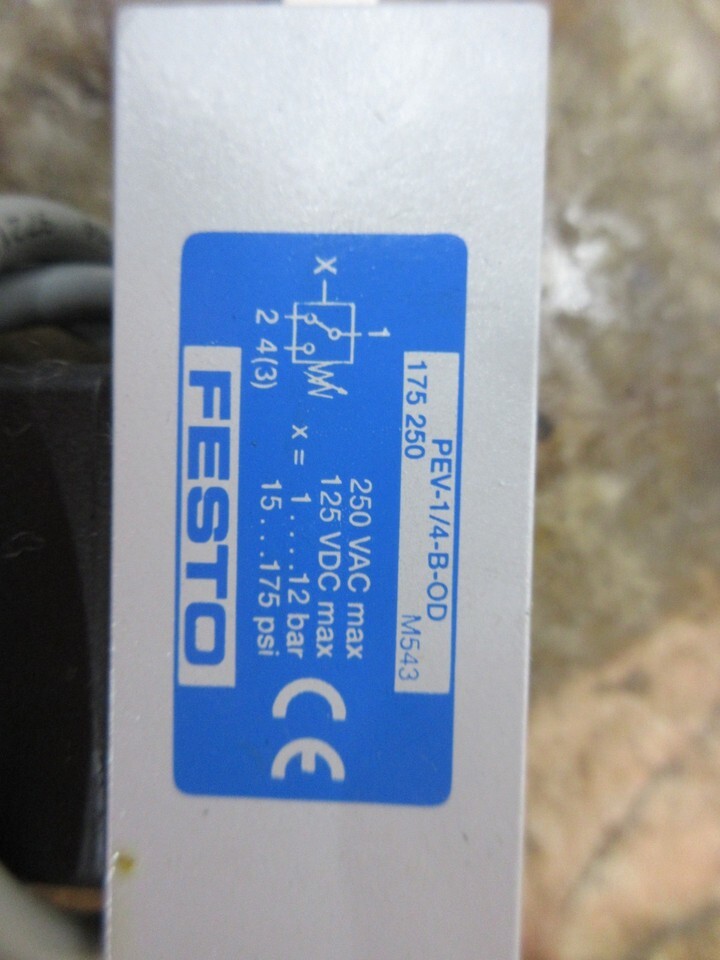 PEV-1/4-B-OD
175 250 M543
1
X
2 4(3)
250 VAC max
125 VDC max
x = 1....12 bar
15...175 psi
CE
FESTO